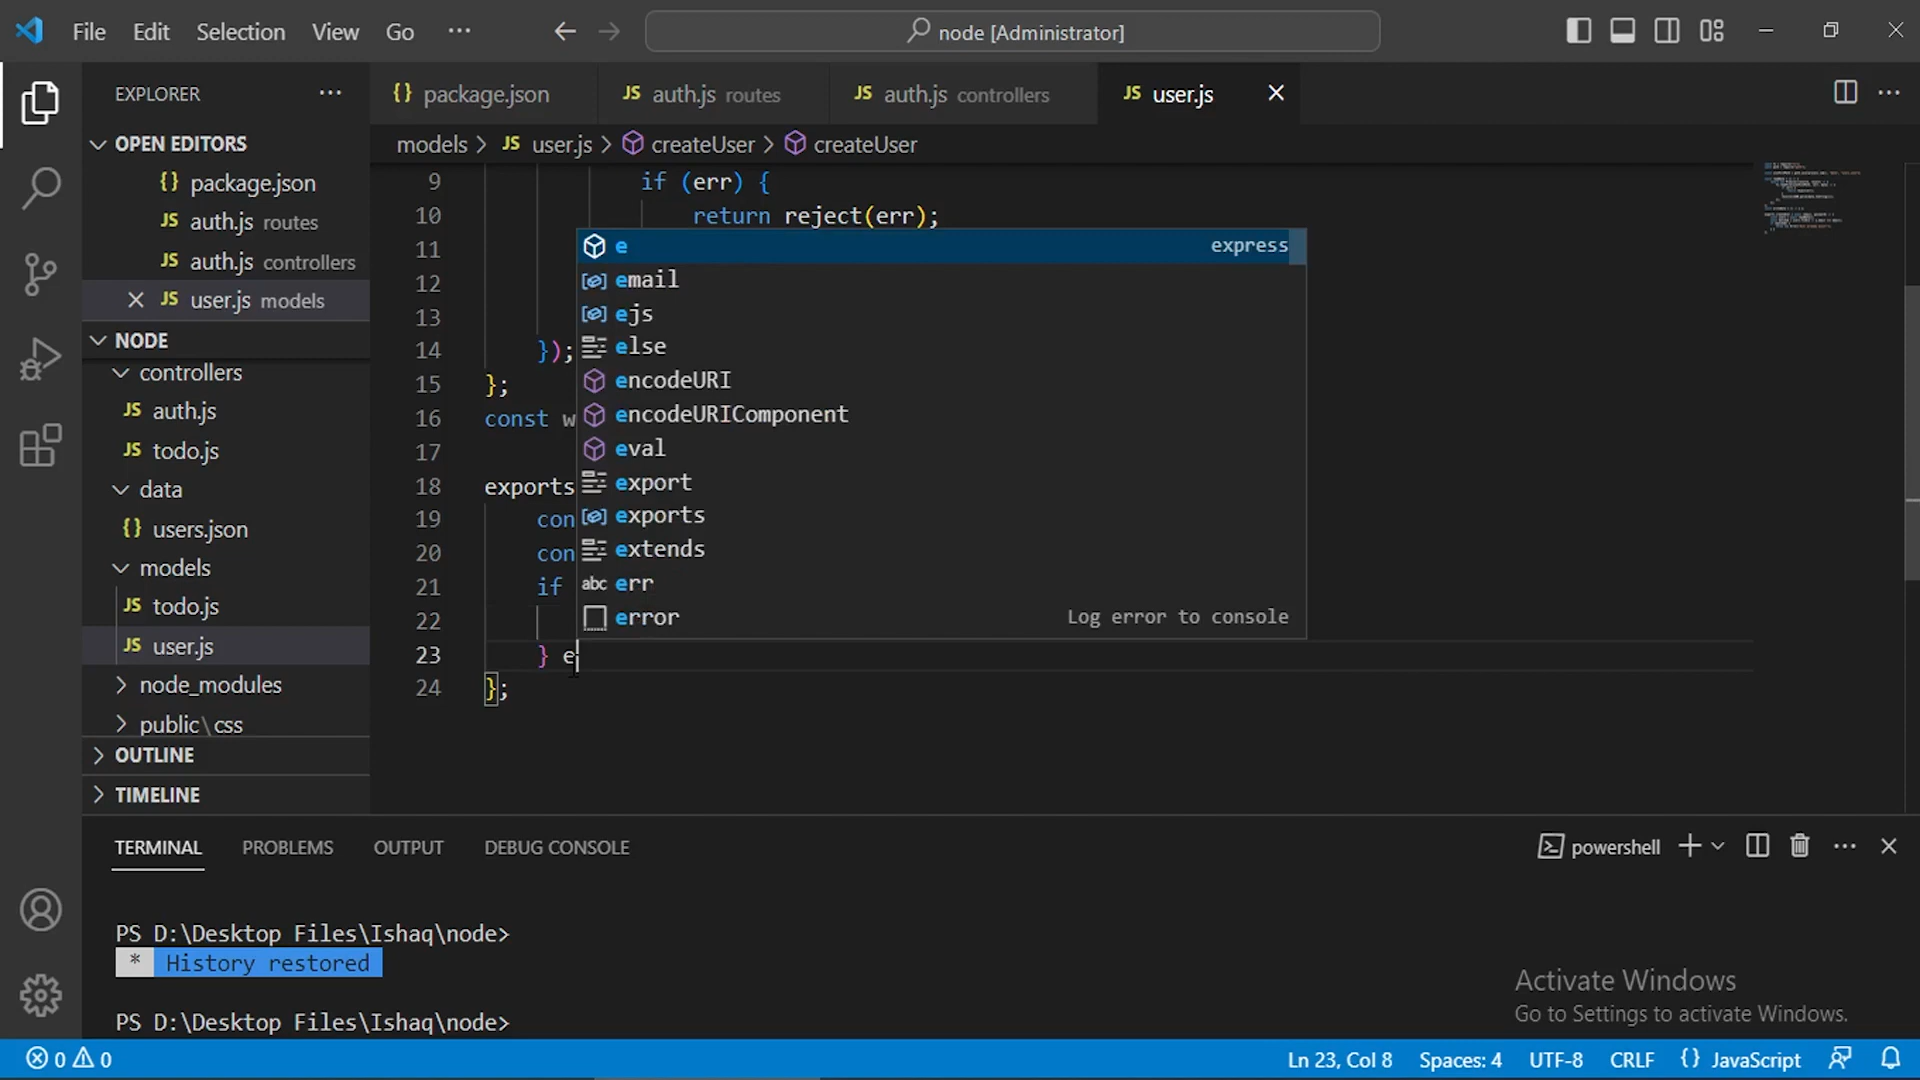 File Edit Selection View Go ··· node [Administrator]
EXPLORER ···
OPEN EDITORS
{} package.json
JS auth.js routes
JS auth.js controllers
JS user.js models
NODE
controllers
JS auth.js
JS todo.js
data
{} users.json
models
JS todo.js
JS user.js
node_modules
public\css
OUTLINE
TIMELINE
{} package.json JS auth.js routes JS auth.js controllers JS user.js
models > JS user.js > createUser > createUser
9 if (err) {
10 return reject(err);
11
12
13
14 });
15 };
16 const w
17
18 exports
19 con
20 con
21 if
22
23 } e
24 };
e express
email
ejs
else
encodeURI
encodeURIComponent
eval
export
exports
extends
abc err
error Log error to console
TERMINAL PROBLEMS OUTPUT DEBUG CONSOLE powershell
PS D:\Desktop Files\Ishaq\node>
* History restored
PS D:\Desktop Files\Ishaq\node>
Activate Windows
Go to Settings to activate Windows.
0 0 Ln 23, Col 8 Spaces: 4 UTF-8 CRLF {} JavaScript